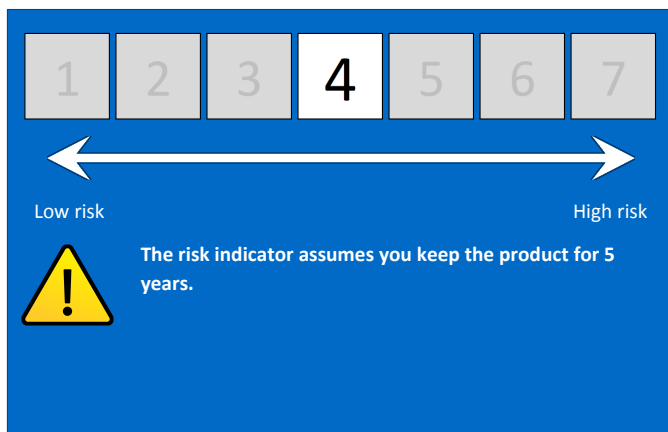 1 2 3 4 5 6 7
Low risk High risk
The risk indicator assumes you keep the product for 5
years.